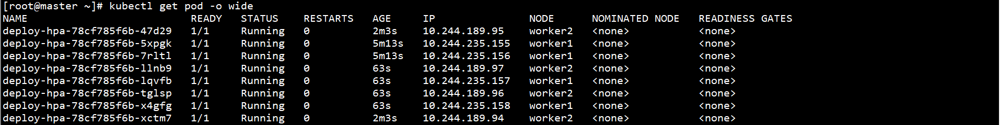 [root@master ~]# kubectl get pod -o wide
NAME                          READY   STATUS    RESTARTS   AGE     IP               NODE      NOMINATED NODE   READINESS GATES
deploy-hpa-78cf785f6b-47d29   1/1     Running   0          2m3s    10.244.189.95    worker2   <none>           <none>
deploy-hpa-78cf785f6b-5xpgk   1/1     Running   0          5m13s   10.244.235.155   worker1   <none>           <none>
deploy-hpa-78cf785f6b-7rltl   1/1     Running   0          5m13s   10.244.235.156   worker1   <none>           <none>
deploy-hpa-78cf785f6b-llnb9   1/1     Running   0          63s     10.244.189.97    worker2   <none>           <none>
deploy-hpa-78cf785f6b-lqvfb   1/1     Running   0          63s     10.244.235.157   worker1   <none>           <none>
deploy-hpa-78cf785f6b-tglsp   1/1     Running   0          63s     10.244.189.96    worker2   <none>           <none>
deploy-hpa-78cf785f6b-x4gfg   1/1     Running   0          63s     10.244.235.158   worker1   <none>           <none>
deploy-hpa-78cf785f6b-xctm7   1/1     Running   0          2m3s    10.244.189.94    worker2   <none>           <none>